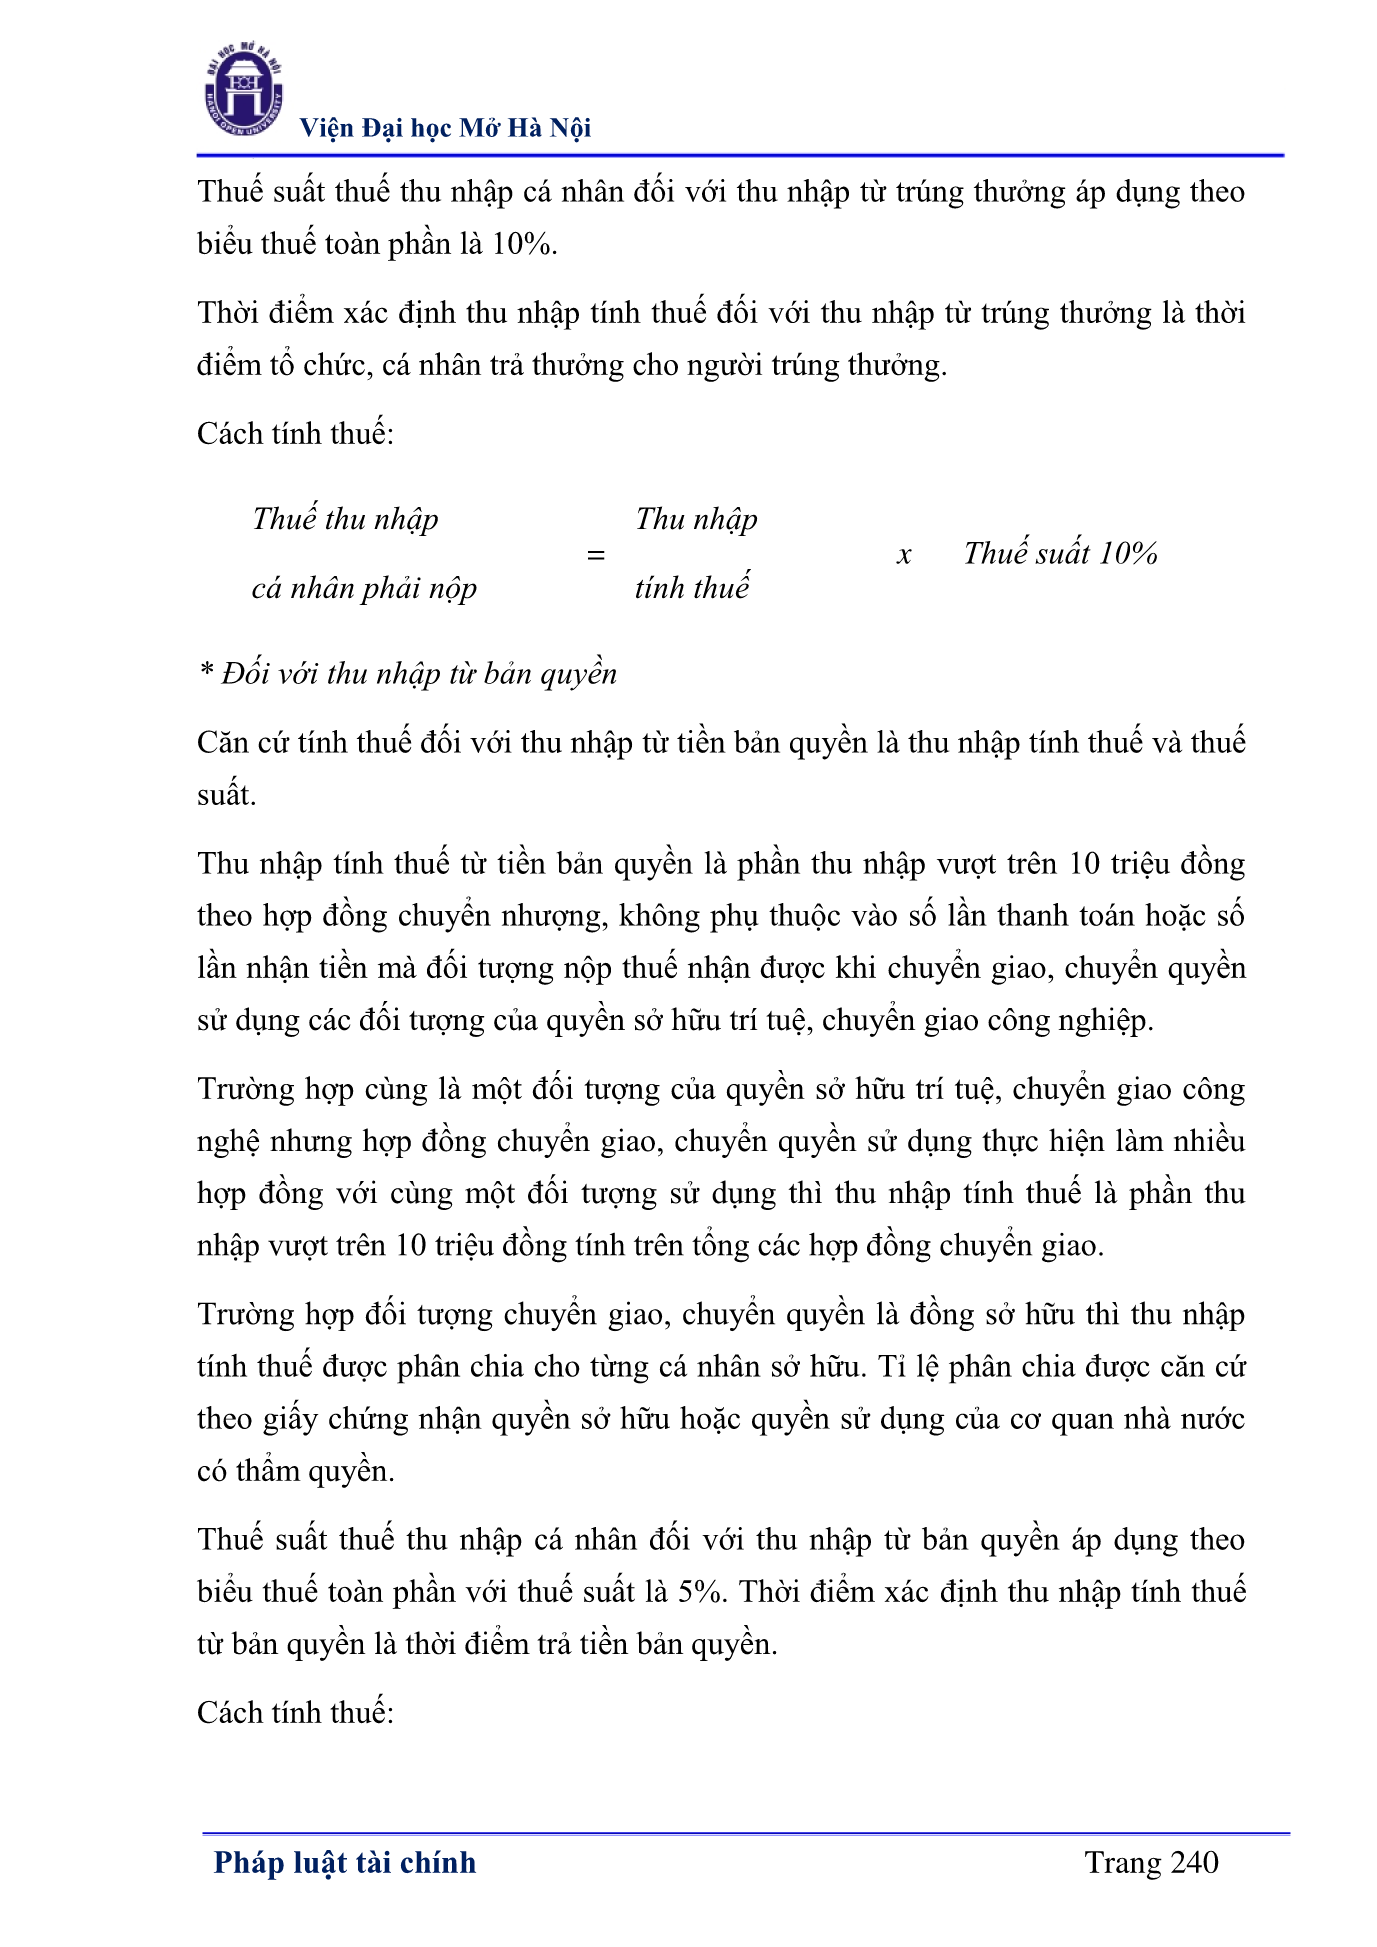 ĐẠI HỌC MỞ HÀ NỘI
HANOI OPEN UNIVERSITY
Viện Đại học Mở Hà Nội
Thuế suất thuế thu nhập cá nhân đối với thu nhập từ trúng thưởng áp dụng theo
biểu thuế toàn phần là 10%.
Thời điểm xác định thu nhập tính thuế đối với thu nhập từ trúng thưởng là thời
điểm tổ chức, cá nhân trả thưởng cho người trúng thưởng.
Cách tính thuế:
Thuế thu nhập Thu nhập
= x Thuế suất 10%
cá nhân phải nộp tính thuế
* Đối với thu nhập từ bản quyền
Căn cứ tính thuế đối với thu nhập từ tiền bản quyền là thu nhập tính thuế và thuế
suất.
Thu nhập tính thuế từ tiền bản quyền là phần thu nhập vượt trên 10 triệu đồng
theo hợp đồng chuyển nhượng, không phụ thuộc vào số lần thanh toán hoặc số
lần nhận tiền mà đối tượng nộp thuế nhận được khi chuyển giao, chuyển quyền
sử dụng các đối tượng của quyền sở hữu trí tuệ, chuyển giao công nghiệp.
Trường hợp cùng là một đối tượng của quyền sở hữu trí tuệ, chuyển giao công
nghệ nhưng hợp đồng chuyển giao, chuyển quyền sử dụng thực hiện làm nhiều
hợp đồng với cùng một đối tượng sử dụng thì thu nhập tính thuế là phần thu
nhập vượt trên 10 triệu đồng tính trên tổng các hợp đồng chuyển giao.
Trường hợp đối tượng chuyển giao, chuyển quyền là đồng sở hữu thì thu nhập
tính thuế được phân chia cho từng cá nhân sở hữu. Tỉ lệ phân chia được căn cứ
theo giấy chứng nhận quyền sở hữu hoặc quyền sử dụng của cơ quan nhà nước
có thẩm quyền.
Thuế suất thuế thu nhập cá nhân đối với thu nhập từ bản quyền áp dụng theo
biểu thuế toàn phần với thuế suất là 5%. Thời điểm xác định thu nhập tính thuế
từ bản quyền là thời điểm trả tiền bản quyền.
Cách tính thuế:
Pháp luật tài chính Trang 240